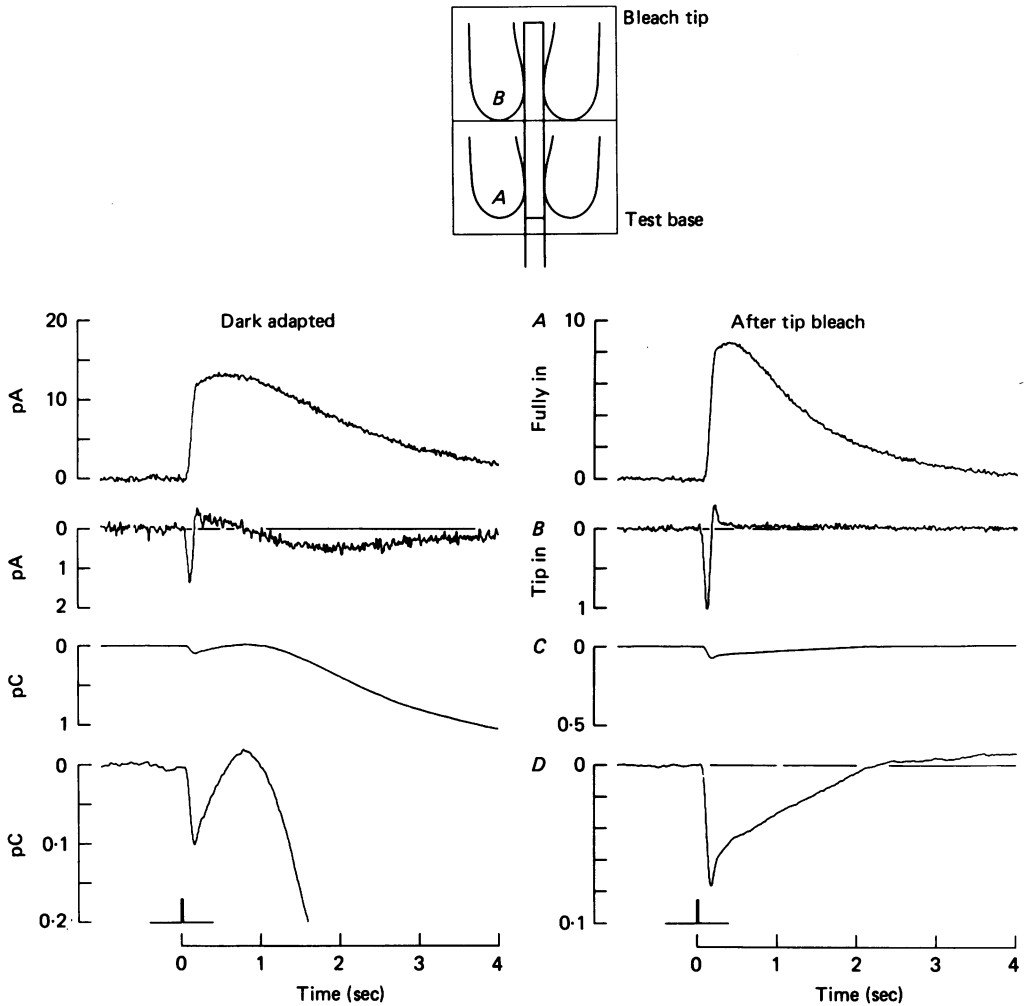 Bleach tip
B
A
Test base
Dark adapted
A
After tip bleach
20
10
0
pA
Fully in
10
0
0
1
2
pA
B
Tip in
0
1
0
1
pC
C
0
0·5
0
0·1
0·2
pC
D
0
0·1
0 1 2 3 4
Time (sec)
0 1 2 3 4
Time (sec)